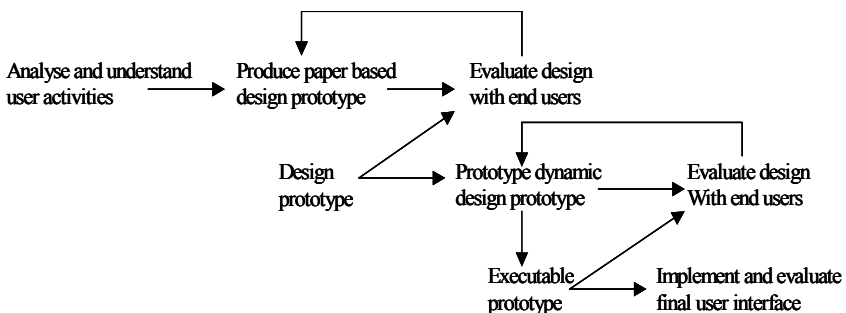 Analyse and understand
user activities
Produce paper based
design prototype
Evaluate design
with end users
Design
prototype
Prototype dynamic
design prototype
Evaluate design
With end users
Executable
prototype
Implement and evaluate
final user interface